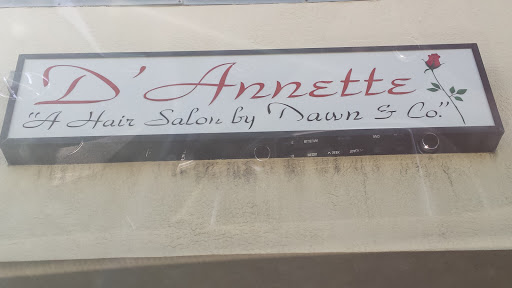 D'Annette
"A Hair Salon by Dawn & Co."